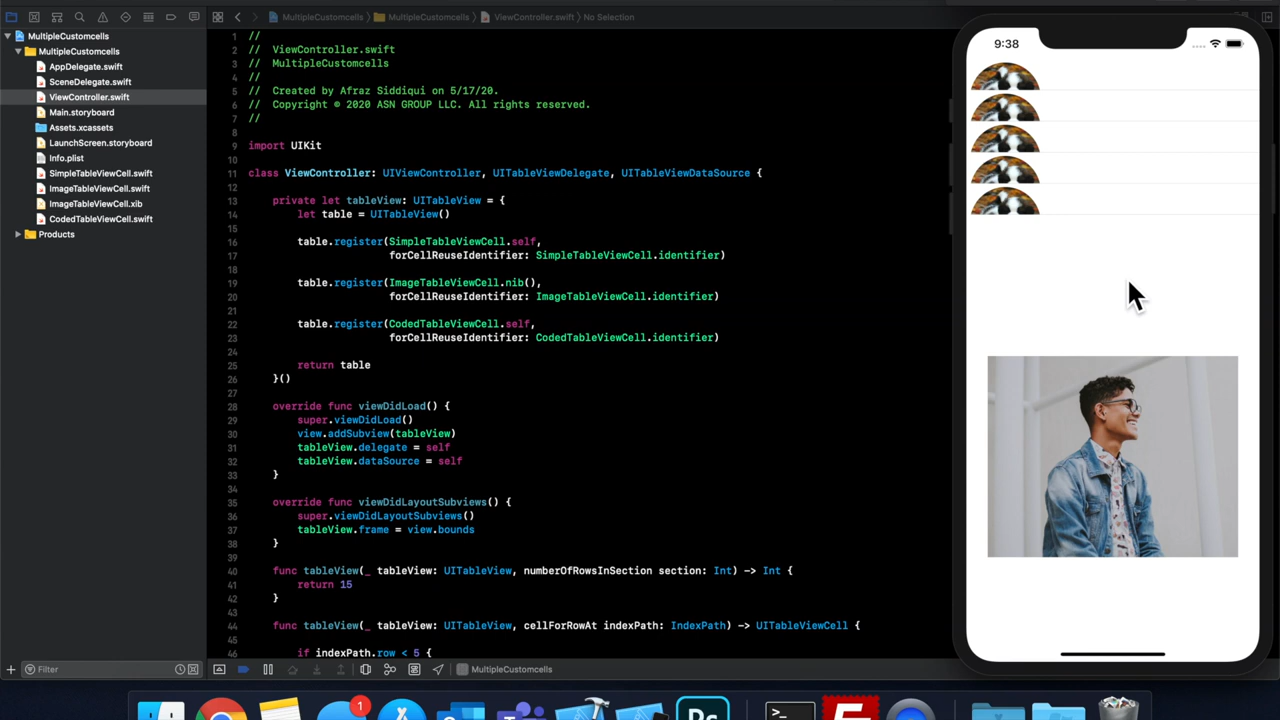 MultipleCustomcells
MultipleCustomcells
AppDelegate.swift
SceneDelegate.swift
ViewController.swift
Main.storyboard
Assets.xcassets
LaunchScreen.storyboard
Info.plist
SimpleTableViewCell.swift
ImageTableViewCell.swift
ImageTableViewCell.xib
CodedTableViewCell.swift
Products
Filter
MultipleCustomcells 〉 MultipleCustomcells 〉 ViewController.swift 〉 No Selection
1 //
2 //  ViewController.swift
3 //  MultipleCustomcells
4 //
5 //  Created by Afraz Siddiqui on 5/17/20.
6 //  Copyright © 2020 ASN GROUP LLC. All rights reserved.
7 //
8
9 import UIKit
10
11 class ViewController: UIViewController, UITableViewDelegate, UITableViewDataSource {
12
13     private let tableView: UITableView = {
14         let table = UITableView()
15
16         table.register(SimpleTableViewCell.self,
17                        forCellReuseIdentifier: SimpleTableViewCell.identifier)
18
19         table.register(ImageTableViewCell.nib(),
20                        forCellReuseIdentifier: ImageTableViewCell.identifier)
21
22         table.register(CodedTableViewCell.self,
23                        forCellReuseIdentifier: CodedTableViewCell.identifier)
24
25         return table
26     }()
27
28     override func viewDidLoad() {
29         super.viewDidLoad()
30         view.addSubview(tableView)
31         tableView.delegate = self
32         tableView.dataSource = self
33     }
34
35     override func viewDidLayoutSubviews() {
36         super.viewDidLayoutSubviews()
37         tableView.frame = view.bounds
38     }
39
40     func tableView(_ tableView: UITableView, numberOfRowsInSection section: Int) -> Int {
41         return 15
42     }
43
44     func tableView(_ tableView: UITableView, cellForRowAt indexPath: IndexPath) -> UITableViewCell {
45
46         if indexPath.row < 5 {
MultipleCustomcells
9:38
1
Ps
>_